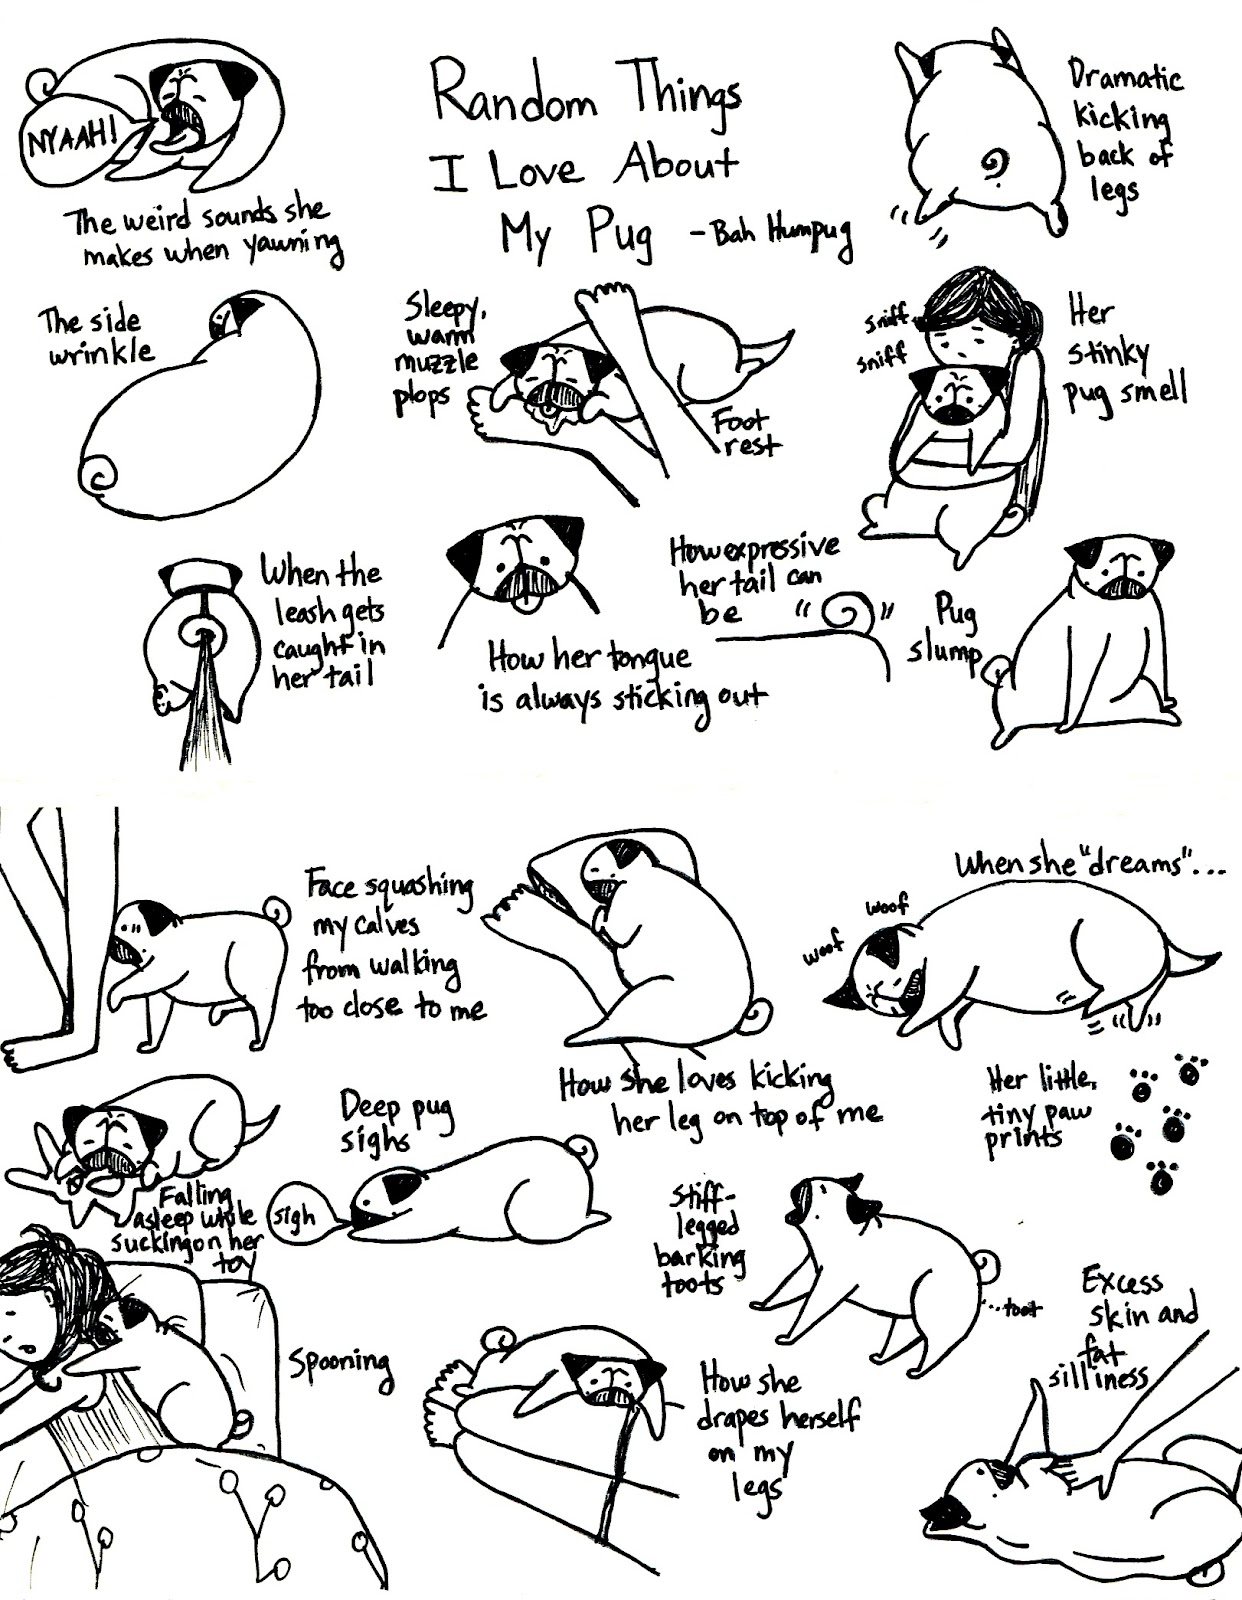 Random Things
I Love About
My Pug - Bah Humpug
NYAAH!
The weird sounds she
makes when yawning
Dramatic
kicking
back of
legs
The side
wrinkle
Sleepy,
warm
muzzle
plops
Foot
rest
sniff
sniff
Her
stinky
pug smell
When the
leash gets
caught in
her tail
How her tongue
is always sticking out
How expressive
her tail can
be
Pug
slump
Face squashing
my calves
from walking
too close to me
How she loves kicking
her leg on top of me
When she "dreams"...
woof
woof
Her little,
tiny paw
prints
Falling
asleep while
sucking on her
toy
Deep pug
sighs
sigh
Stiff-
legged
barking
toots
...toot
Spooning
How she
drapes herself
on my
legs
Excess
skin and
fat
silliness